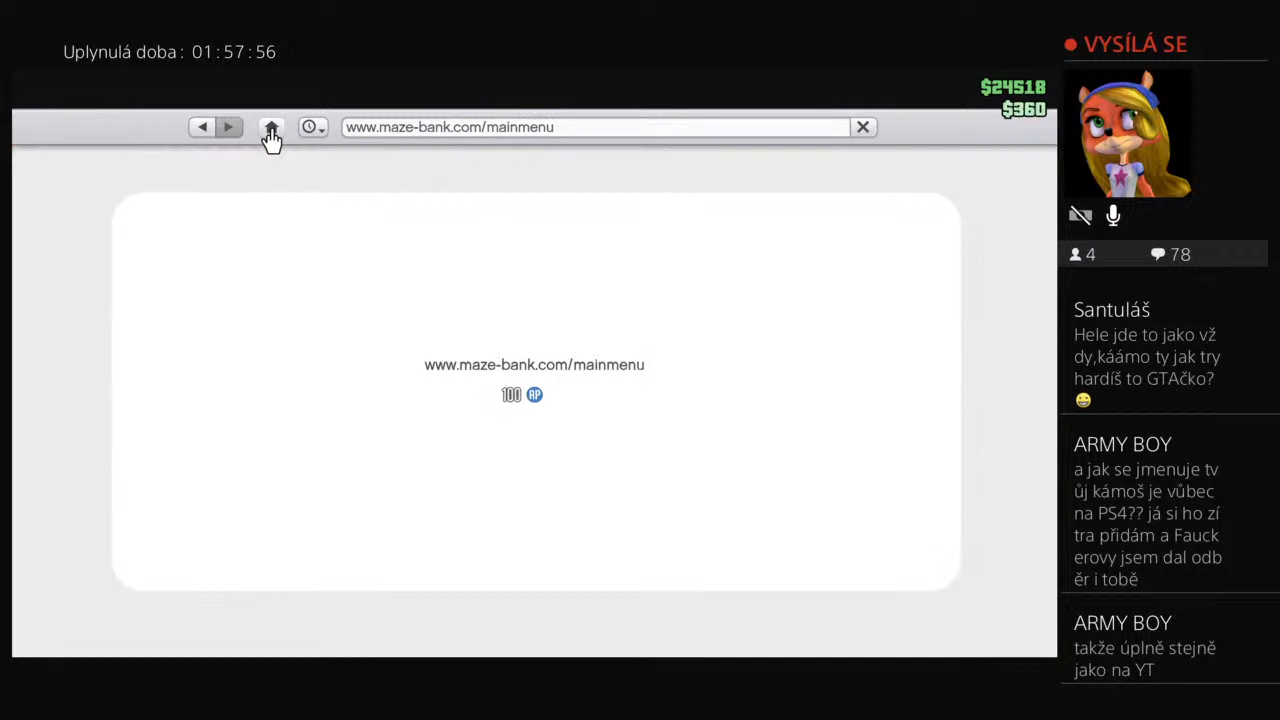 Uplynulá doba: 01:57:56
VYSÍLÁ SE
$24518
$360
www.maze-bank.com/mainmenu
4 78
www.maze-bank.com/mainmenu
100 RP
Santuláš
Hele jde to jako vž
dy,káámo ty jak try
hardíš to GTAčko?
ARMY BOY
a jak se jmenuje tv
ůj kámoš je vůbec
na PS4?? já si ho zí
tra přidám a Fauck
erovy jsem dal odb
ěr i tobě
ARMY BOY
takže úplně stejně
jako na YT